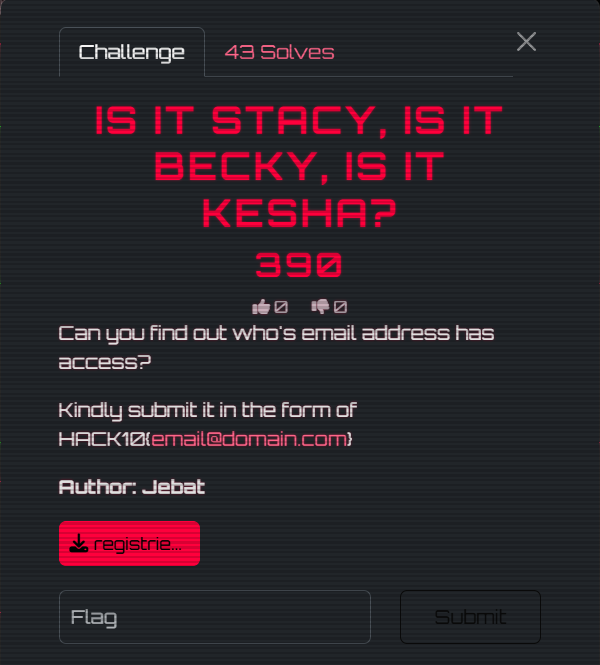 Challenge
43 Solves
IS IT STACY, IS IT
BECKY, IS IT
KESHA?
390
0 0
Can you find out who's email address has
access?
Kindly submit it in the form of
HACK10{email@domain.com}
Author: Jebat
registrie...
Flag
Submit